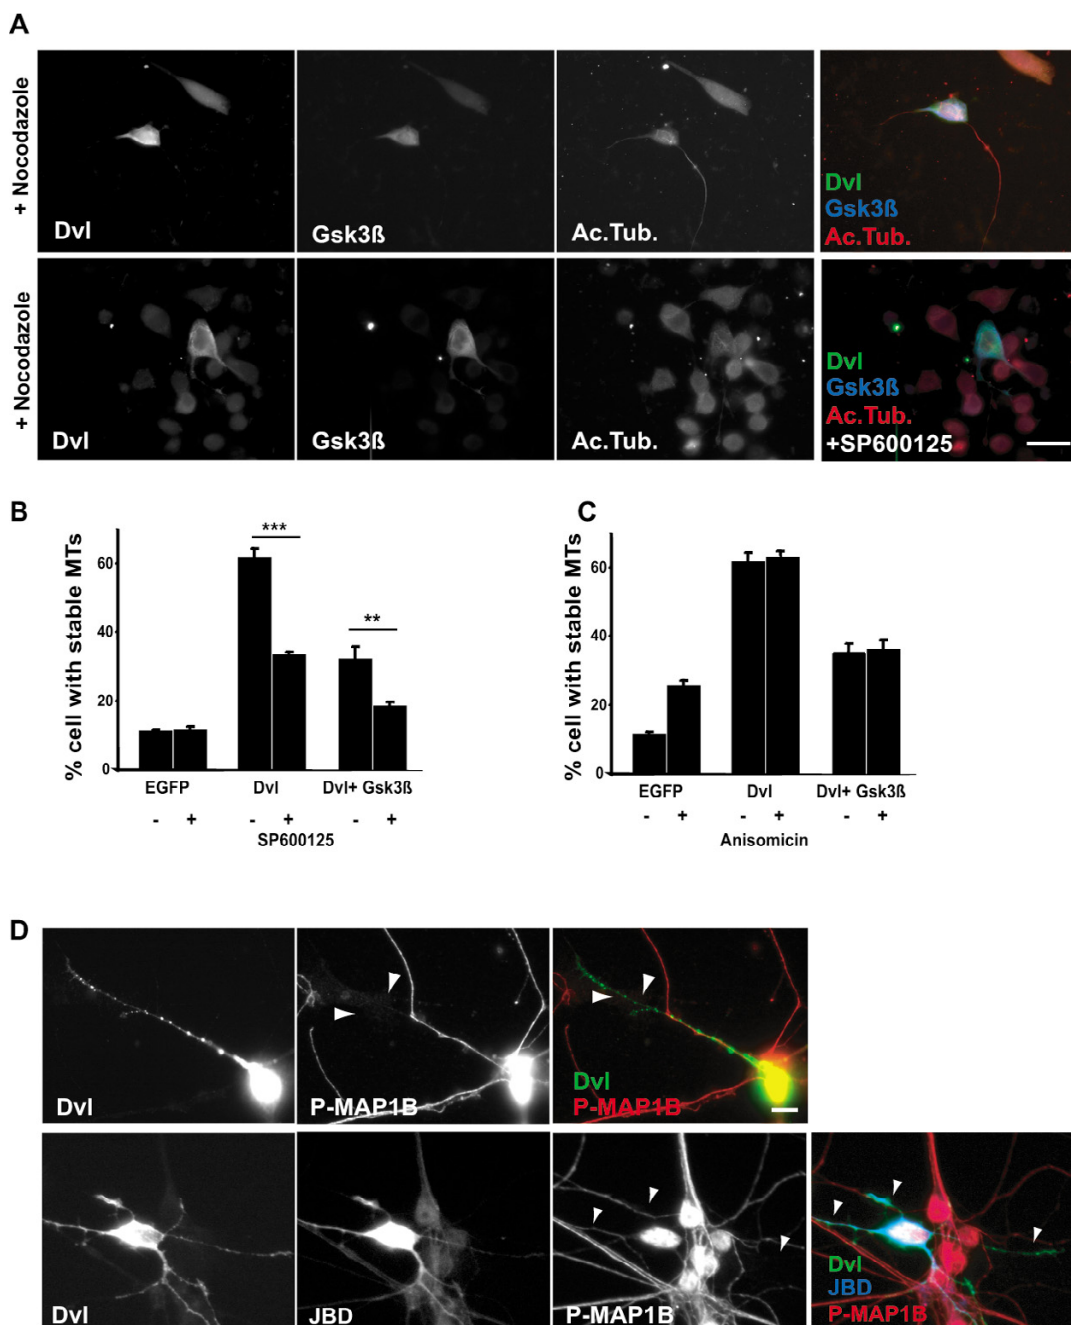 A
+ Nocodazole
Dvl
Gsk3ß
Ac.Tub.
Dvl
Gsk3ß
Ac.Tub.
+ Nocodazole
Dvl
Gsk3ß
Ac.Tub.
Dvl
Gsk3ß
Ac.Tub.
+SP600125
B
% cell with stable MTs
60
40
20
0
***
**
EGFP
Dvl
Dvl+ Gsk3ß
- + - + - +
SP600125
C
% cell with stable MTs
60
40
20
0
EGFP
Dvl
Dvl+ Gsk3ß
- + - + - +
Anisomicin
D
Dvl
P-MAP1B
Dvl
P-MAP1B
Dvl
JBD
P-MAP1B
Dvl
JBD
P-MAP1B